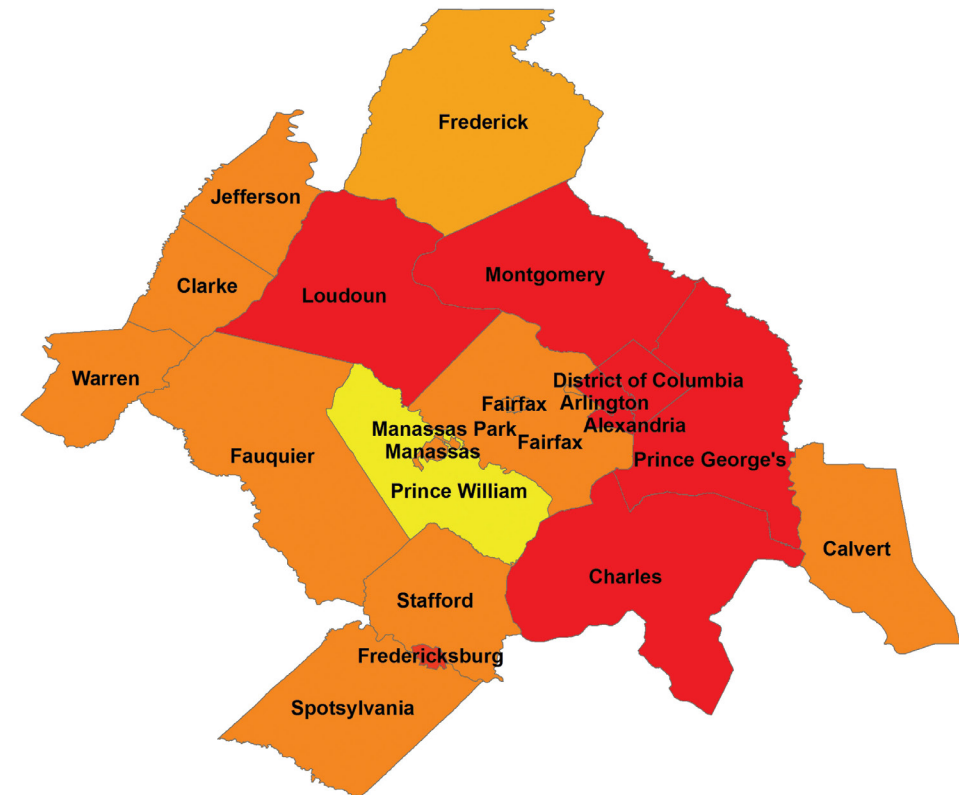 Frederick
Jefferson
Montgomery
Clarke
Loudoun
Warren
District of Columbia
Fairfax
Arlington
Manassas Park
Alexandria
Fairfax
Manassas
Fauquier
Prince George's
Prince William
Calvert
Charles
Stafford
Fredericksburg
Spotsylvania